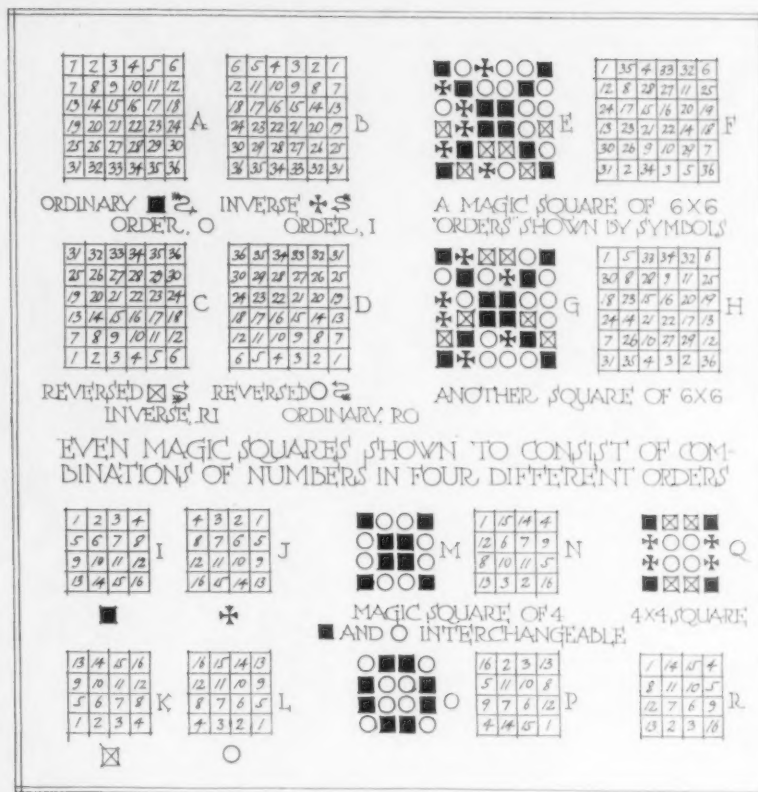 1 2 3 4 5 6
7 8 9 10 11 12
13 14 15 16 17 18
19 20 21 22 23 24
25 26 27 28 29 30
31 32 33 34 35 36
A
ORDINARY
ORDER, O
6 5 4 3 2 1
12 11 10 9 8 7
18 17 16 15 14 13
24 23 22 21 20 19
30 29 28 27 26 25
36 35 34 33 32 31
B
INVERSE
ORDER, I
E
1 35 4 33 32 6
12 8 28 27 11 25
24 17 15 16 20 19
13 23 21 22 14 18
30 26 9 10 29 7
31 2 34 3 5 36
F
A MAGIC SQUARE OF 6X6
"ORDERS" SHOWN BY SYMBOLS
31 32 33 34 35 36
25 26 27 28 29 30
19 20 21 22 23 24
13 14 15 16 17 18
7 8 9 10 11 12
1 2 3 4 5 6
C
REVERSED
INVERSE, RI
36 35 34 33 32 31
30 29 28 27 26 25
24 23 22 21 20 19
18 17 16 15 14 13
12 11 10 9 8 7
6 5 4 3 2 1
D
REVERSED
ORDINARY, RO
G
1 5 33 34 32 6
30 8 28 9 11 25
18 23 15 16 20 19
24 14 21 22 17 13
7 26 10 27 29 12
31 35 4 3 2 36
H
ANOTHER SQUARE OF 6X6
EVEN MAGIC SQUARES SHOWN TO CONSIST OF COM-
BINATIONS OF NUMBERS IN FOUR DIFFERENT ORDERS
1 2 3 4
5 6 7 8
9 10 11 12
13 14 15 16
I
4 3 2 1
8 7 6 5
12 11 10 9
16 15 14 13
J
M
1 15 14 4
12 6 7 9
8 10 11 5
13 3 2 16
N
MAGIC SQUARE OF 4
AND INTERCHANGEABLE
Q
4X4 SQUARE
13 14 15 16
9 10 11 12
5 6 7 8
1 2 3 4
K
16 15 14 13
12 11 10 9
8 7 6 5
4 3 2 1
L
O
16 2 3 13
5 11 10 8
9 7 6 12
4 14 15 1
P
1 14 15 4
8 11 10 5
12 7 6 9
13 2 3 16
R